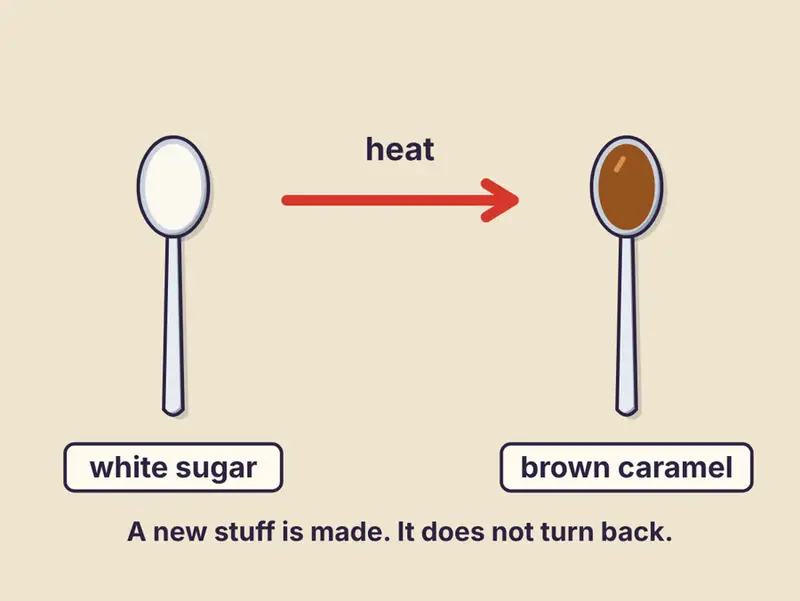 heat
white sugar
brown caramel
A new stuff is made. It does not turn back.